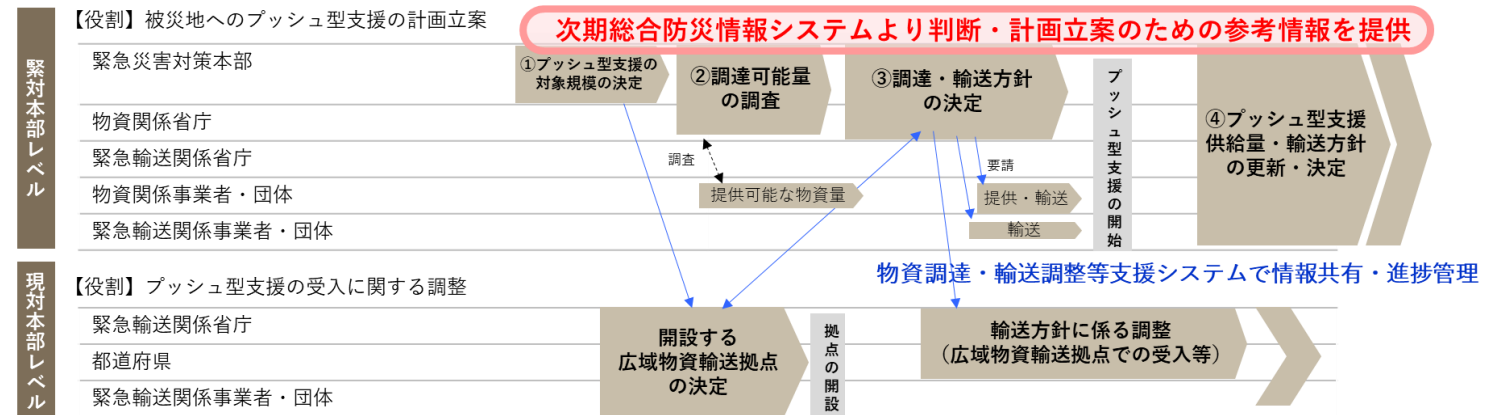 【役割】被災地へのプッシュ型支援の計画立案
次期総合防災情報システムより判断・計画立案のための参考情報を提供
緊対本部レベル
緊急災害対策本部
物資関係省庁
緊急輸送関係省庁
物資関係事業者・団体
緊急輸送関係事業者・団体
①プッシュ型支援の
対象規模の決定
②調達可能量
の調査
③調達・輸送方針
の決定
プッシュ型支援の開始
④プッシュ型支援
供給量・輸送方針
の更新・決定
調査
要請
提供可能な物資量
提供・輸送
輸送
物資調達・輸送調整等支援システムで情報共有・進捗管理
現対本部レベル
【役割】プッシュ型支援の受入に関する調整
緊急輸送関係省庁
都道府県
緊急輸送関係事業者・団体
開設する
広域物資輸送拠点
の決定
拠点の開設
輸送方針に係る調整
（広域物資輸送拠点での受入等）